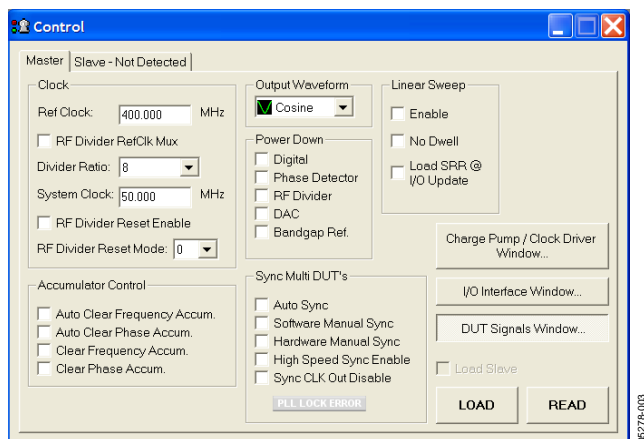 Control
Master
Slave - Not Detected
Clock
Ref Clock: 400.000 MHz
RF Divider RefClk Mux
Divider Ratio: 8
System Clock: 50.000 MHz
RF Divider Reset Enable
RF Divider Reset Mode: 0
Accumulator Control
Auto Clear Frequency Accum.
Auto Clear Phase Accum.
Clear Frequency Accum.
Clear Phase Accum.
Output Waveform
Cosine
Power Down
Digital
Phase Detector
RF Divider
DAC
Bandgap Ref.
Sync Multi DUT's
Auto Sync
Software Manual Sync
Hardware Manual Sync
High Speed Sync Enable
Sync CLK Out Disable
PLL LOCK ERROR
Linear Sweep
Enable
No Dwell
Load SRR @
I/O Update
Charge Pump / Clock Driver
Window...
I/O Interface Window...
DUT Signals Window...
Load Slave
LOAD
READ